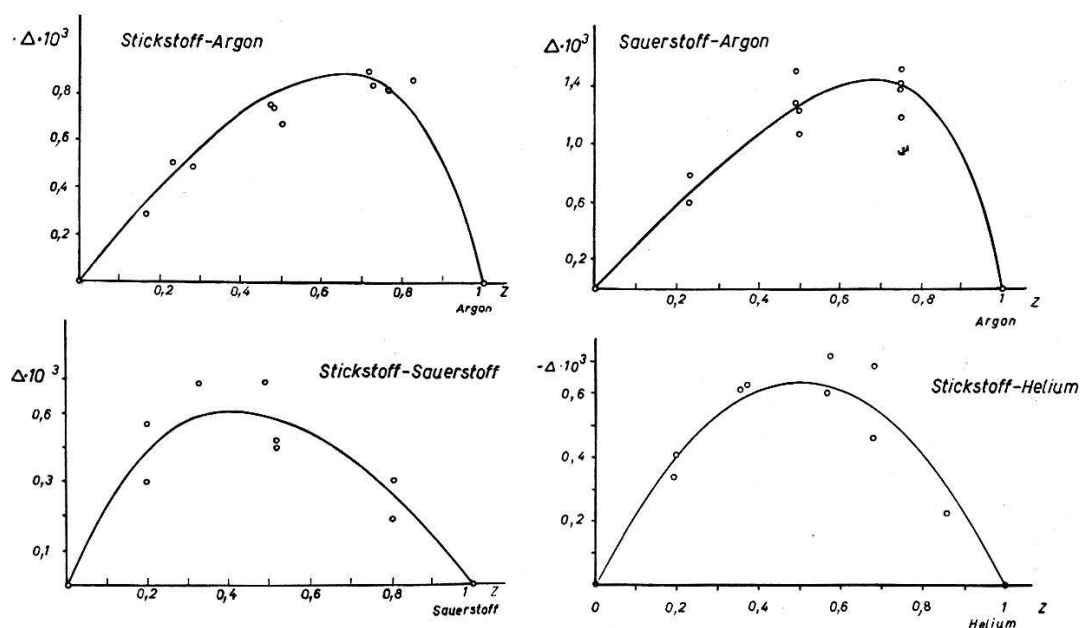 · Δ·10³
Stickstoff-Argon
0,8
0,6
0,4
0,2
0,2 0,4 0,6 0,8 1 Z
Argon
Δ·10³
Sauerstoff-Argon
1,4
1,0
0,6
0,2
0 0,2 0,4 0,6 0,8 1 Z
Argon
Δ·10³
Stickstoff-Sauerstoff
0,6
0,3
0,1
0,2 0,4 0,6 0,8 1 Z
Sauerstoff
-Δ·10³
Stickstoff-Helium
0,6
0,4
0,2
0 0,2 0,4 0,6 0,8 1 Z
Helium